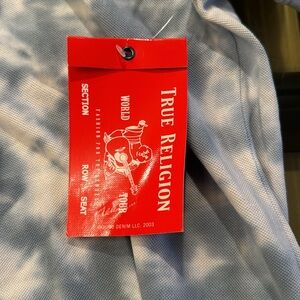 TRUE RELIGION
WORLD TOUR
SECTION ROW SEAT
DENIM LLC. 2003